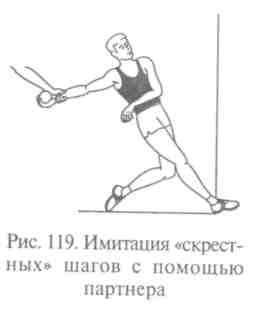 Рис. 119. Имитация «скрест-
ных» шагов с помощью
партнера